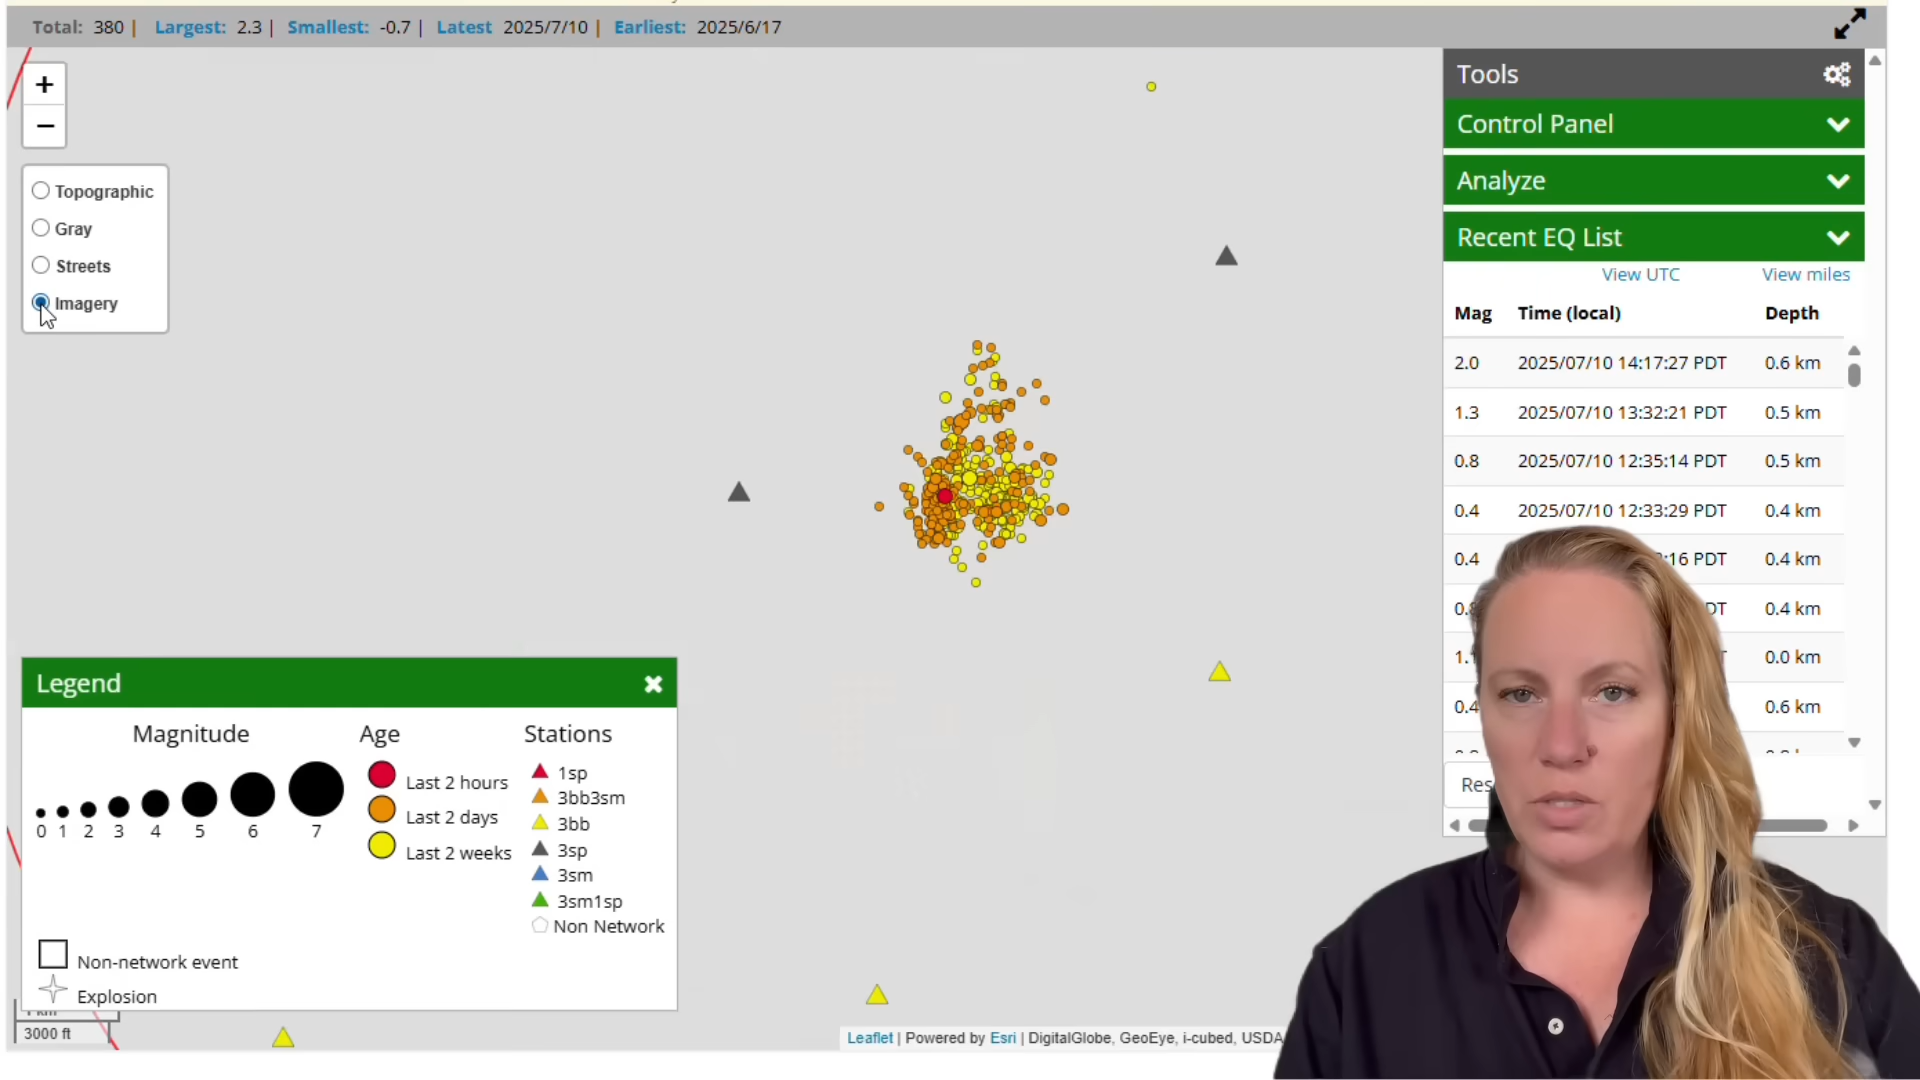 Total: 380 | Largest: 2.3 | Smallest: -0.7 | Latest 2025/7/10 | Earliest: 2025/6/17
+
−
Topographic
Gray
Streets
Imagery
Tools
Control Panel
Analyze
Recent EQ List
View UTC View miles
Mag Time (local) Depth
2.0 2025/07/10 14:17:27 PDT 0.6 km
1.3 2025/07/10 13:32:21 PDT 0.5 km
0.8 2025/07/10 12:35:14 PDT 0.5 km
0.4 2025/07/10 12:33:29 PDT 0.4 km
0.4 :16 PDT 0.4 km
0.4 km
0.0 km
0.4 0.6 km
Legend
Magnitude Age Stations
0 1 2 3 4 5 6 7
Last 2 hours
Last 2 days
Last 2 weeks
1sp
3bb3sm
3bb
3sp
3sm
3sm1sp
Non Network
Non-network event
Explosion
3000 ft
Leaflet | Powered by Esri | DigitalGlobe, GeoEye, i-cubed, USDA